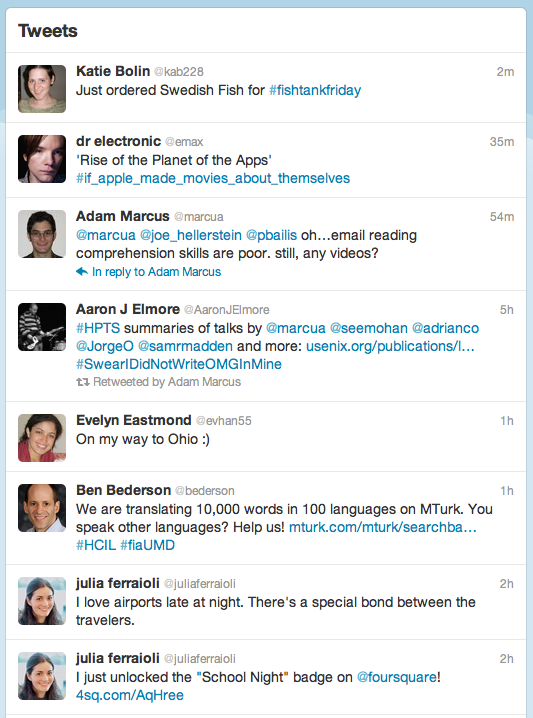 Tweets
Katie Bolin @kab228 2m
Just ordered Swedish Fish for #fishtankfriday
dr electronic @emax 35m
'Rise of the Planet of the Apps'
#if_apple_made_movies_about_themselves
Adam Marcus @marcua 54m
@marcua @joe_hellerstein @pbailis oh...email reading
comprehension skills are poor. still, any videos?
In reply to Adam Marcus
Aaron J Elmore @AaronJElmore 5h
#HPTS summaries of talks by @marcua @seemohan @adrianco
@JorgeO @samrmadden and more: usenix.org/publications/l...
#SwearIDidNotWriteOMGInMine
Retweeted by Adam Marcus
Evelyn Eastmond @evhan55 1h
On my way to Ohio :)
Ben Bederson @bederson 1h
We are translating 10,000 words in 100 languages on MTurk. You
speak other languages? Help us! mturk.com/mturk/searchba...
#HCIL #fiaUMD
julia ferraioli @juliaferraioli 2h
I love airports late at night. There's a special bond between the
travelers.
julia ferraioli @juliaferraioli 2h
I just unlocked the "School Night" badge on @foursquare!
4sq.com/AqHree